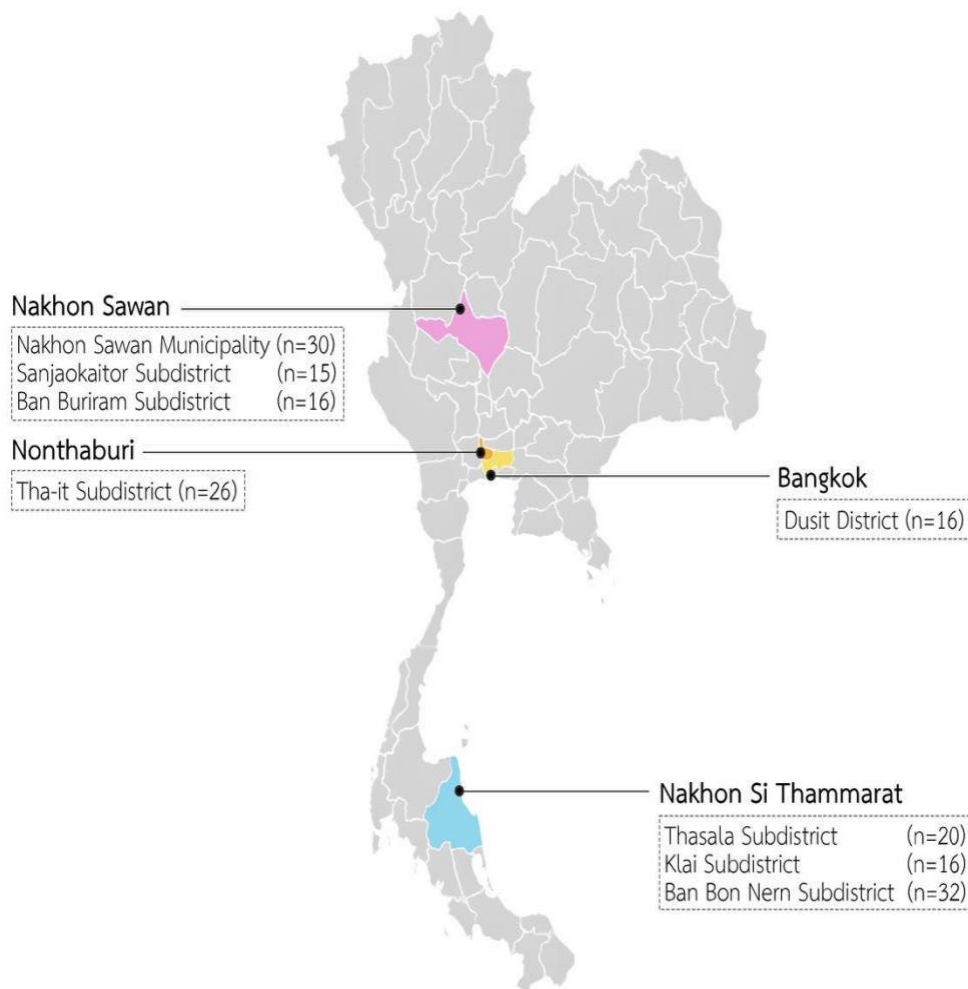 Nakhon Sawan
Nakhon Sawan Municipality (n=30)
Sanjaokaitor Subdistrict (n=15)
Ban Buriram Subdistrict (n=16)
Nonthaburi
Tha-it Subdistrict (n=26)
Bangkok
Dusit District (n=16)
Nakhon Si Thammarat
Thasala Subdistrict (n=20)
Klai Subdistrict (n=16)
Ban Bon Nern Subdistrict (n=32)